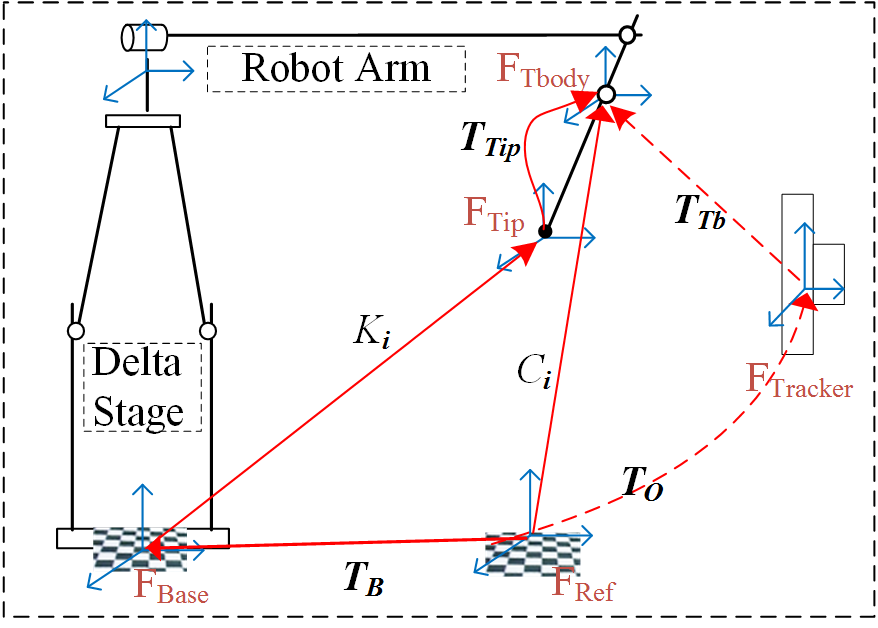 Robot Arm
F_Tbody
T_Tip
F_Tip
T_Tb
K_i
Delta
Stage
C_i
F_Tracker
T_O
F_Base
T_B
F_Ref